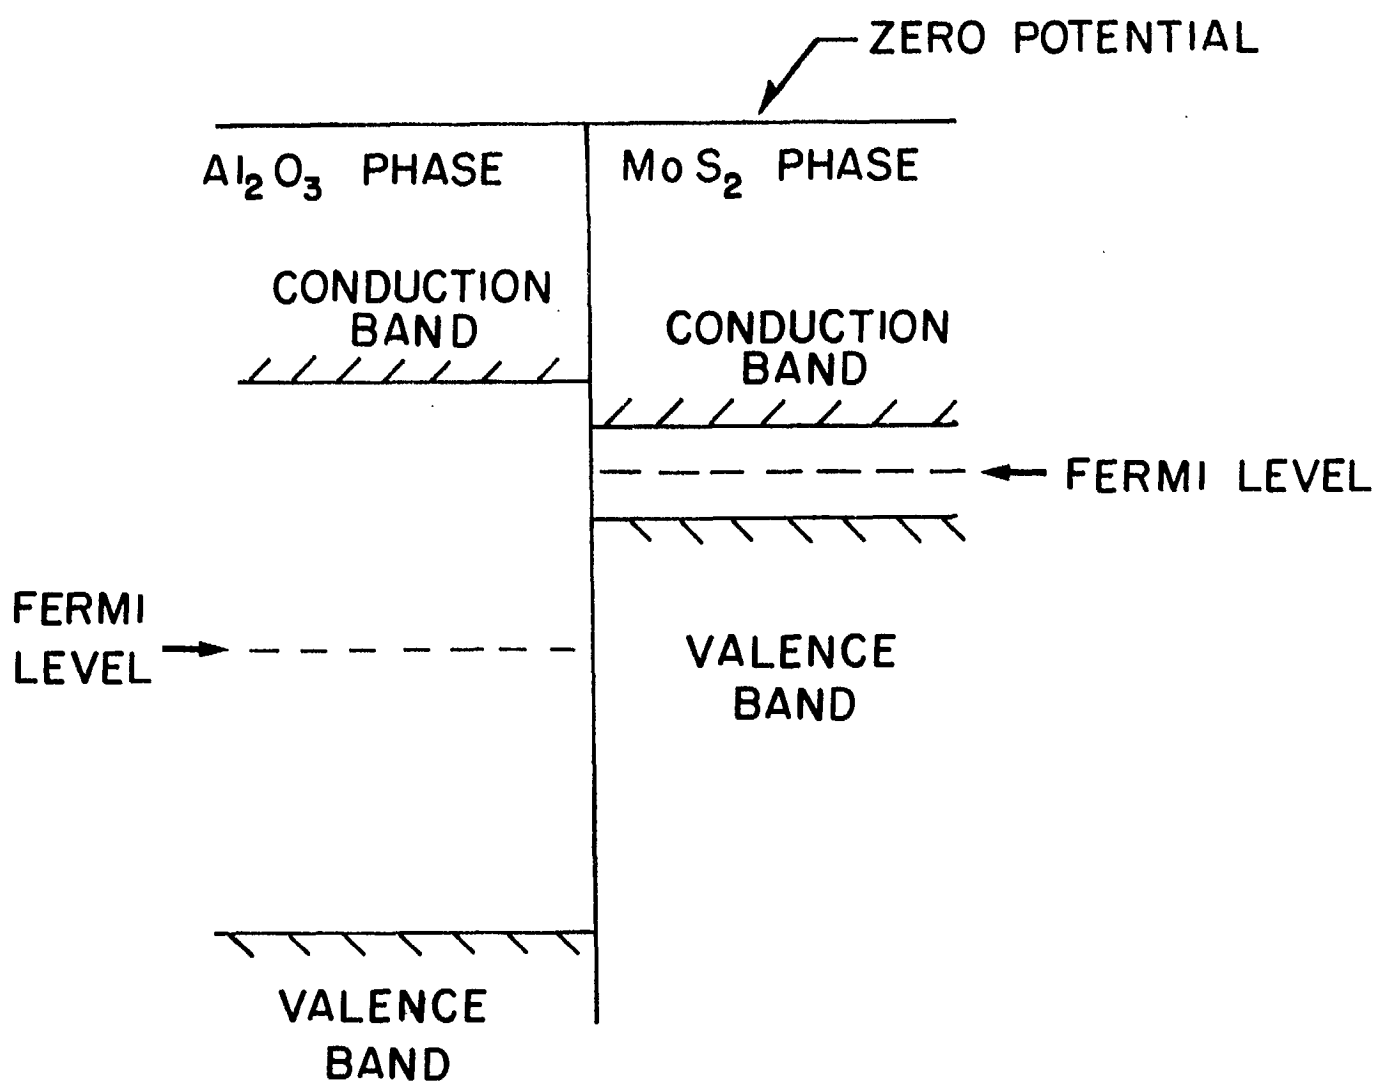 ZERO POTENTIAL
Al₂O₃ PHASE
MoS₂ PHASE
CONDUCTION
BAND
CONDUCTION
BAND
FERMI LEVEL
FERMI
LEVEL
VALENCE
BAND
VALENCE
BAND